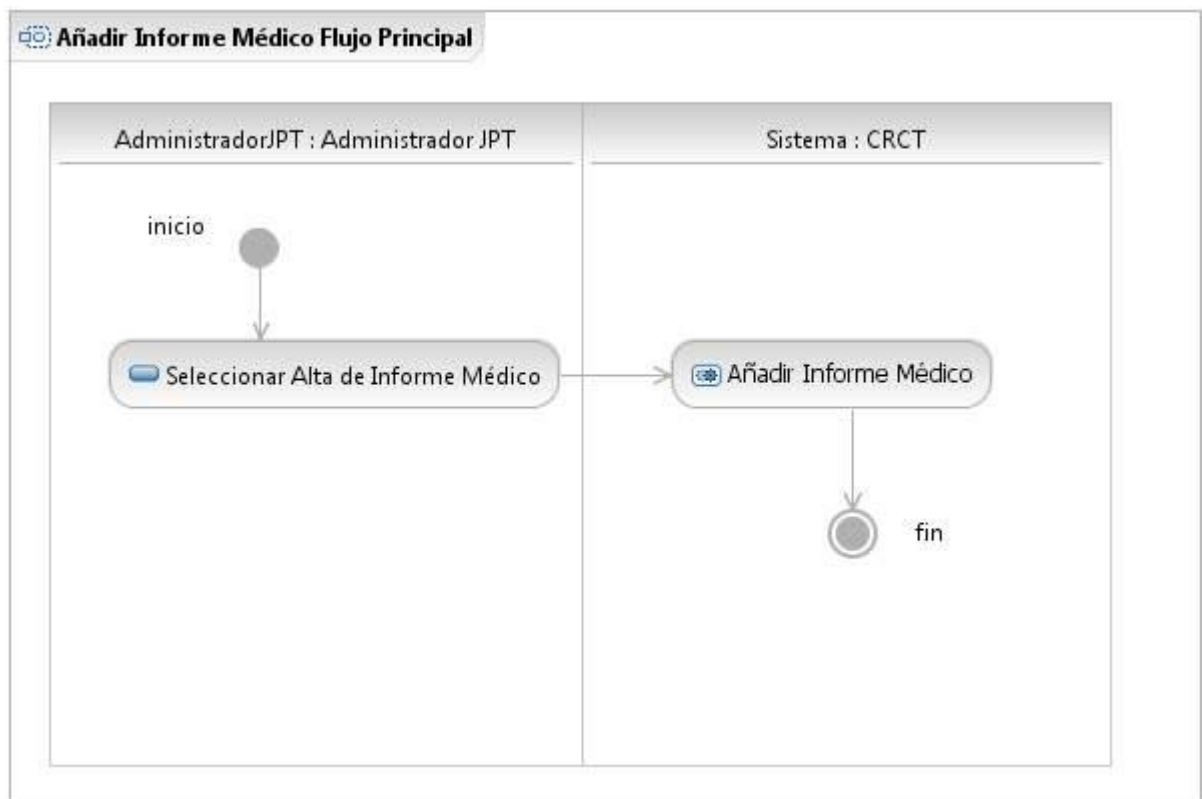 Añadir Informe Médico Flujo Principal
AdministradorJPT : Administrador JPT
Sistema : CRCT
inicio
Seleccionar Alta de Informe Médico
Añadir Informe Médico
fin